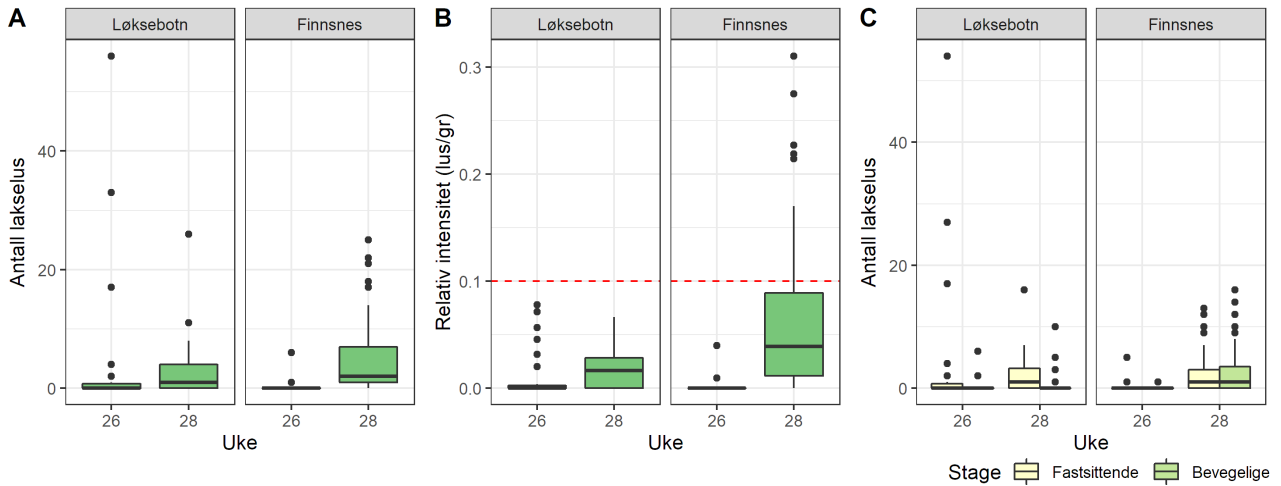 A
Løksebotn
Finnsnes
Antall lakselus
40
20
0
26
28
26
28
Uke
B
Løksebotn
Finnsnes
Relativ intensitet (lus/gr)
0.3
0.2
0.1
0.0
26
28
26
28
Uke
C
Løksebotn
Finnsnes
Antall lakselus
40
20
0
26
28
26
28
Uke
Stage
Fastsittende
Bevegelige